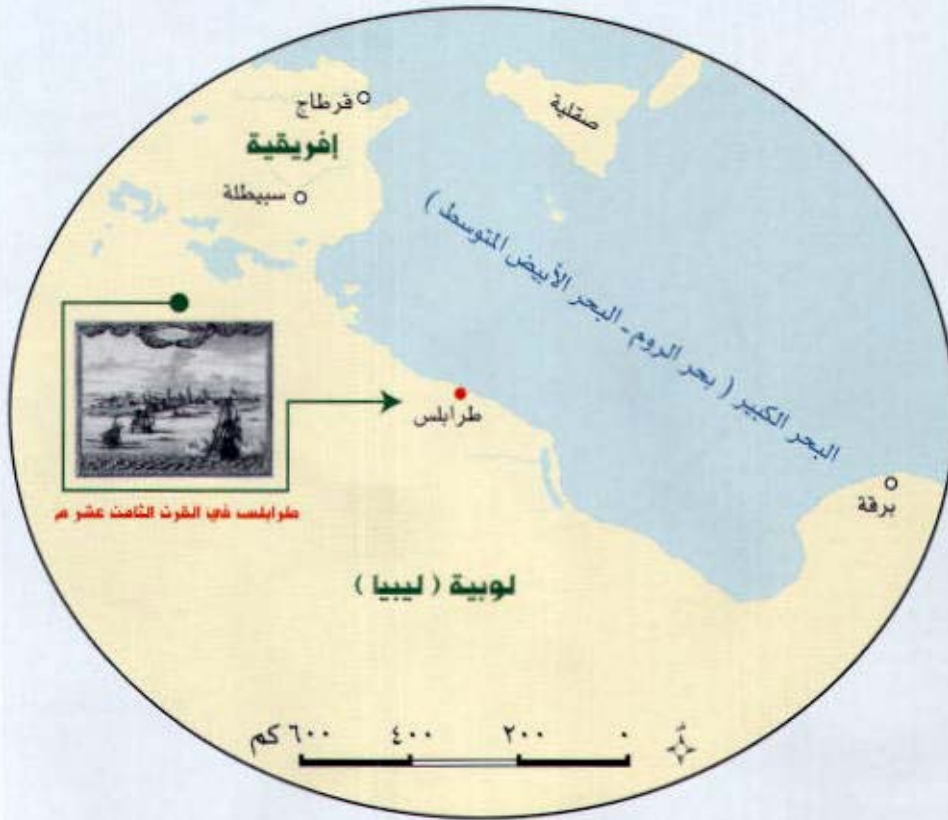 قرطاج
صقلية
إفريقية
سبيطلة
البحر الكبير ( بحر الروم - البحر الأبيض المتوسط )
طرابلس
برقة
طرابلس في القرن الثامن عشر م
لوبية ( ليبيا )
٠ ٢٠٠ ٤٠٠ ٦٠٠ كم